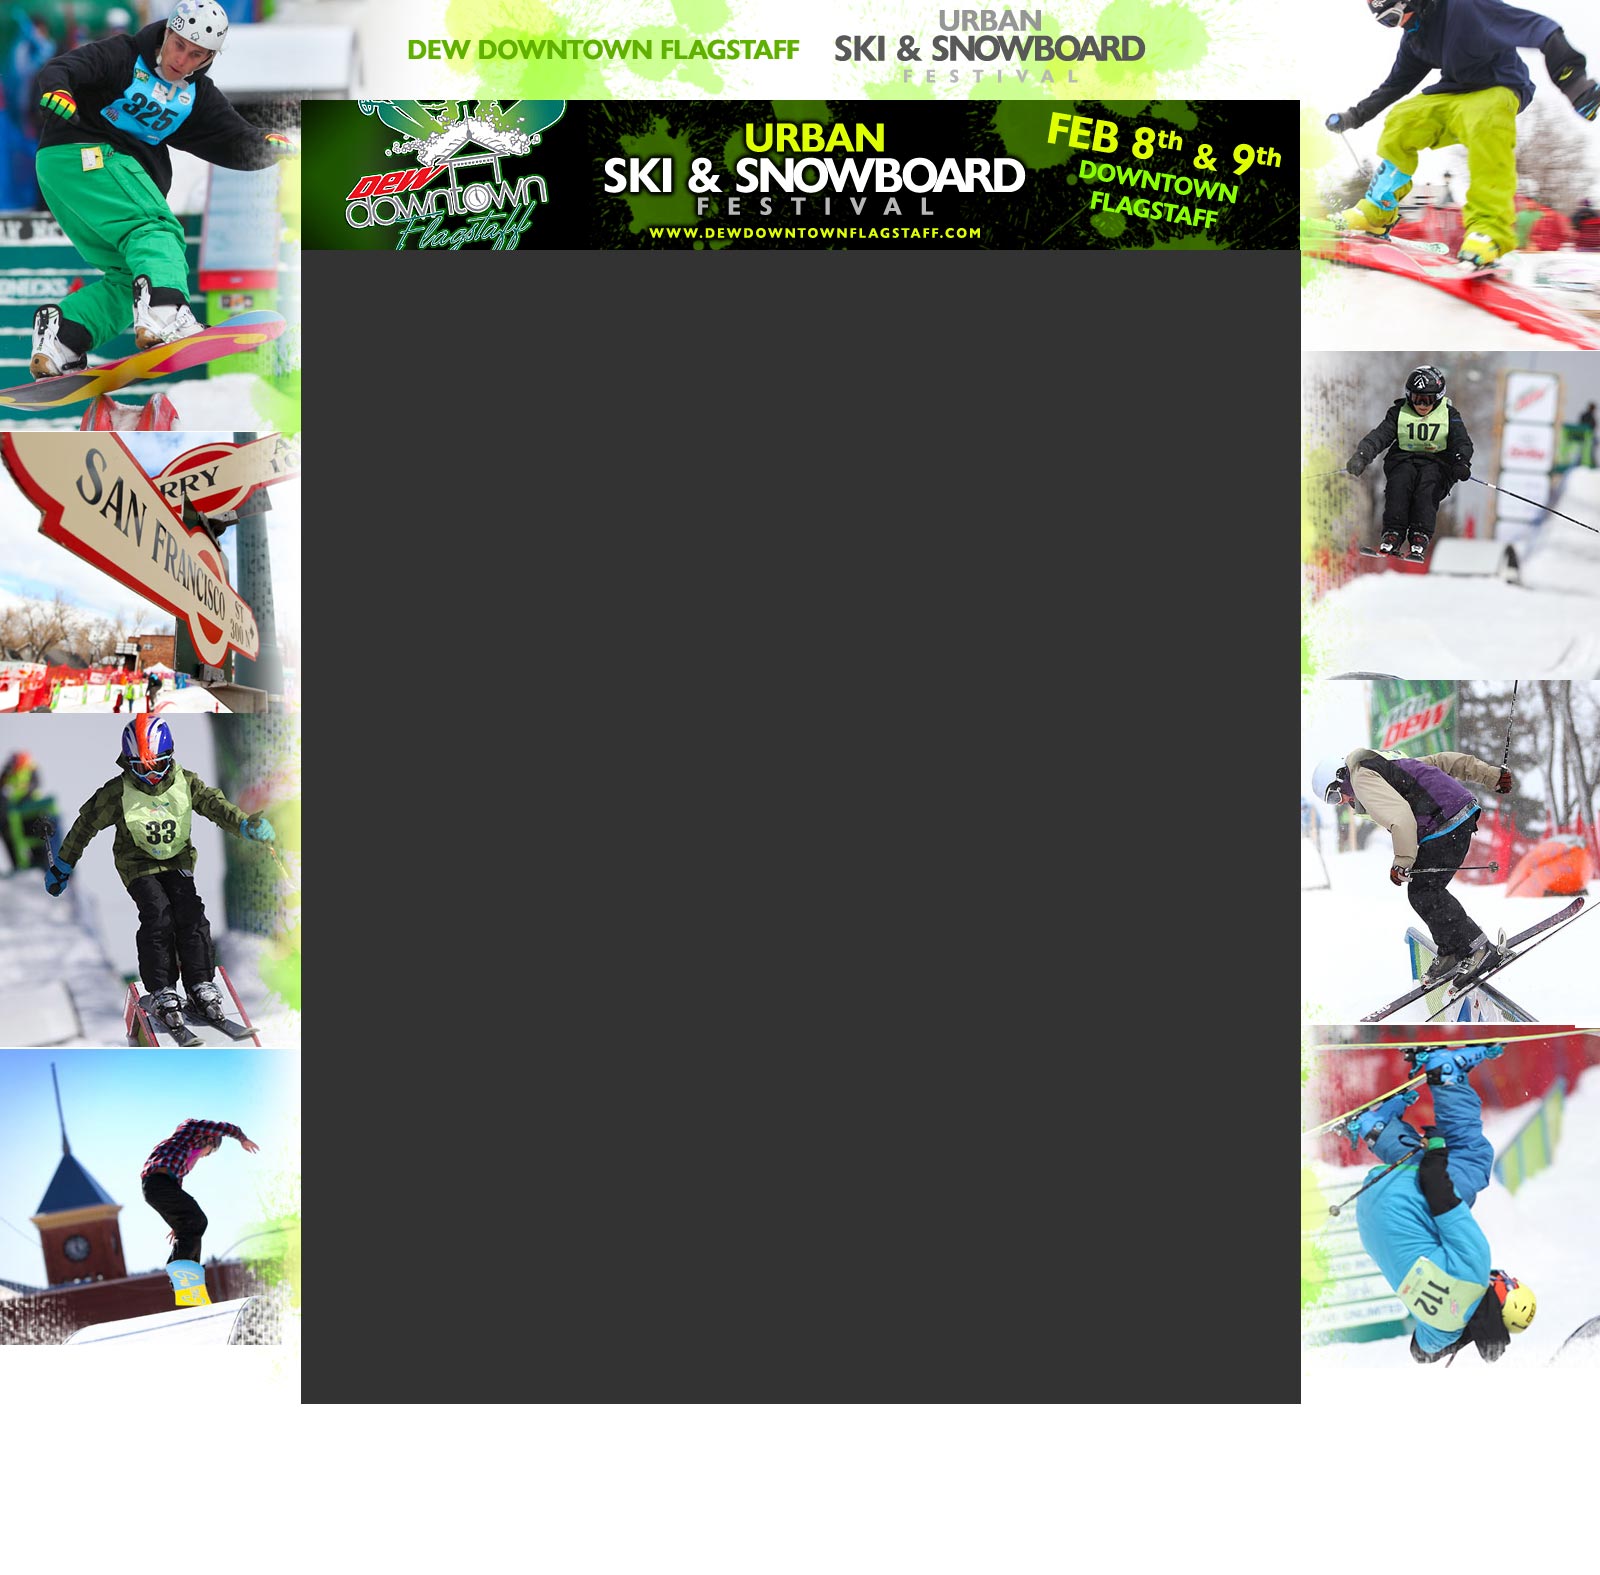 DEW DOWNTOWN FLAGSTAFF
URBAN
SKI & SNOWBOARD
FESTIVAL
DEW
downtown
Flagstaff
URBAN
SKI & SNOWBOARD
FESTIVAL
WWW.DEWDOWNTOWNFLAGSTAFF.COM
FEB 8th & 9th
DOWNTOWN
FLAGSTAFF
325
RRY
SAN FRANCISCO ST
300 N
33
107
mtn
DEW
112